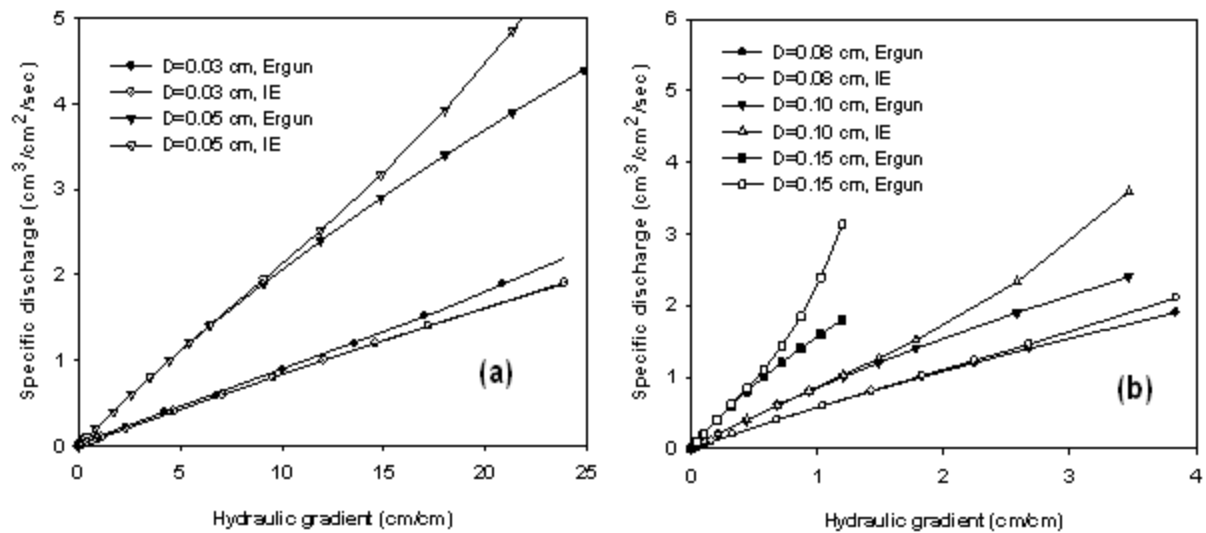 Specific discharge (cm3/cm2/sec)
5
4
3
2
1
0
D=0.03 cm, Ergun
D=0.03 cm, IE
D=0.05 cm, Ergun
D=0.05 cm, IE
(a)
0 5 10 15 20 25
Hydraulic gradient (cm/cm)
Specific discharge (cm3/cm2/sec)
6
5
4
3
2
1
0
D=0.08 cm, Ergun
D=0.08 cm, IE
D=0.10 cm, Ergun
D=0.10 cm, IE
D=0.15 cm, Ergun
D=0.15 cm, Ergun
(b)
0 1 2 3 4
Hydraulic gradient (cm/cm)